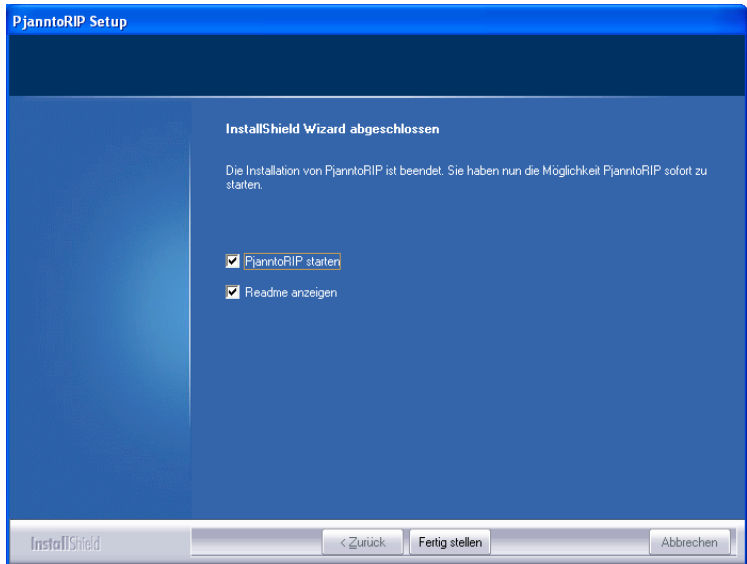 PjanntoRIP Setup
InstallShield Wizard abgeschlossen
Die Installation von PjanntoRIP ist beendet. Sie haben nun die Möglichkeit PjanntoRIP sofort zu
starten.
PjanntoRIP starten
Readme anzeigen
InstallShield
< Zurück
Fertig stellen
Abbrechen